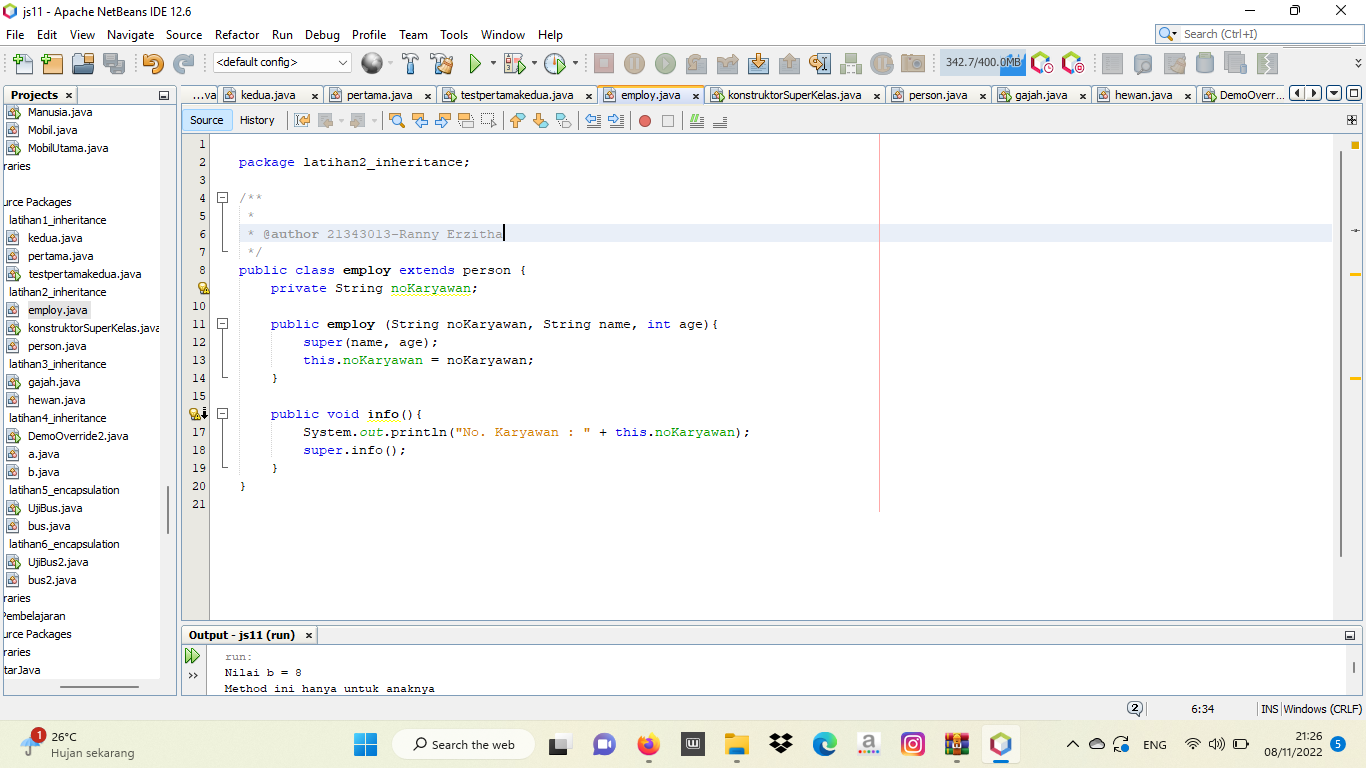 js11 - Apache NetBeans IDE 12.6
File Edit View Navigate Source Refactor Run Debug Profile Team Tools Window Help
Search (Ctrl+I)
<default config>
342.7/400.0MB
Projects
...va kedua.java pertama.java testpertamakedua.java employ.java konstruktorSuperKelas.java person.java gajah.java hewan.java DemoOverr...
Source History
Manusia.java
Mobil.java
MobilUtama.java
raries
urce Packages
latihan1_inheritance
kedua.java
pertama.java
testpertamakedua.java
latihan2_inheritance
employ.java
konstruktorSuperKelas.java
person.java
latihan3_inheritance
gajah.java
hewan.java
latihan4_inheritance
DemoOverride2.java
a.java
b.java
latihan5_encapsulation
UjiBus.java
bus.java
latihan6_encapsulation
UjiBus2.java
bus2.java
raries
Pembelajaran
urce Packages
raries
tarJava
1
2 package latihan2_inheritance;
3
4 /**
5 *
6 * @author 21343013-Ranny Erzitha
7 */
8 public class employ extends person {
private String noKaryawan;
10
11 public employ (String noKaryawan, String name, int age){
12 super(name, age);
13 this.noKaryawan = noKaryawan;
14 }
15
public void info(){
17 System.out.println("No. Karyawan : " + this.noKaryawan);
18 super.info();
19 }
20 }
21
Output - js11 (run)
run:
Nilai b = 8
Method ini hanya untuk anaknya
2 6:34 INS Windows (CRLF)
1
26°C
Hujan sekarang
Search the web
ENG
21:26
08/11/2022
5